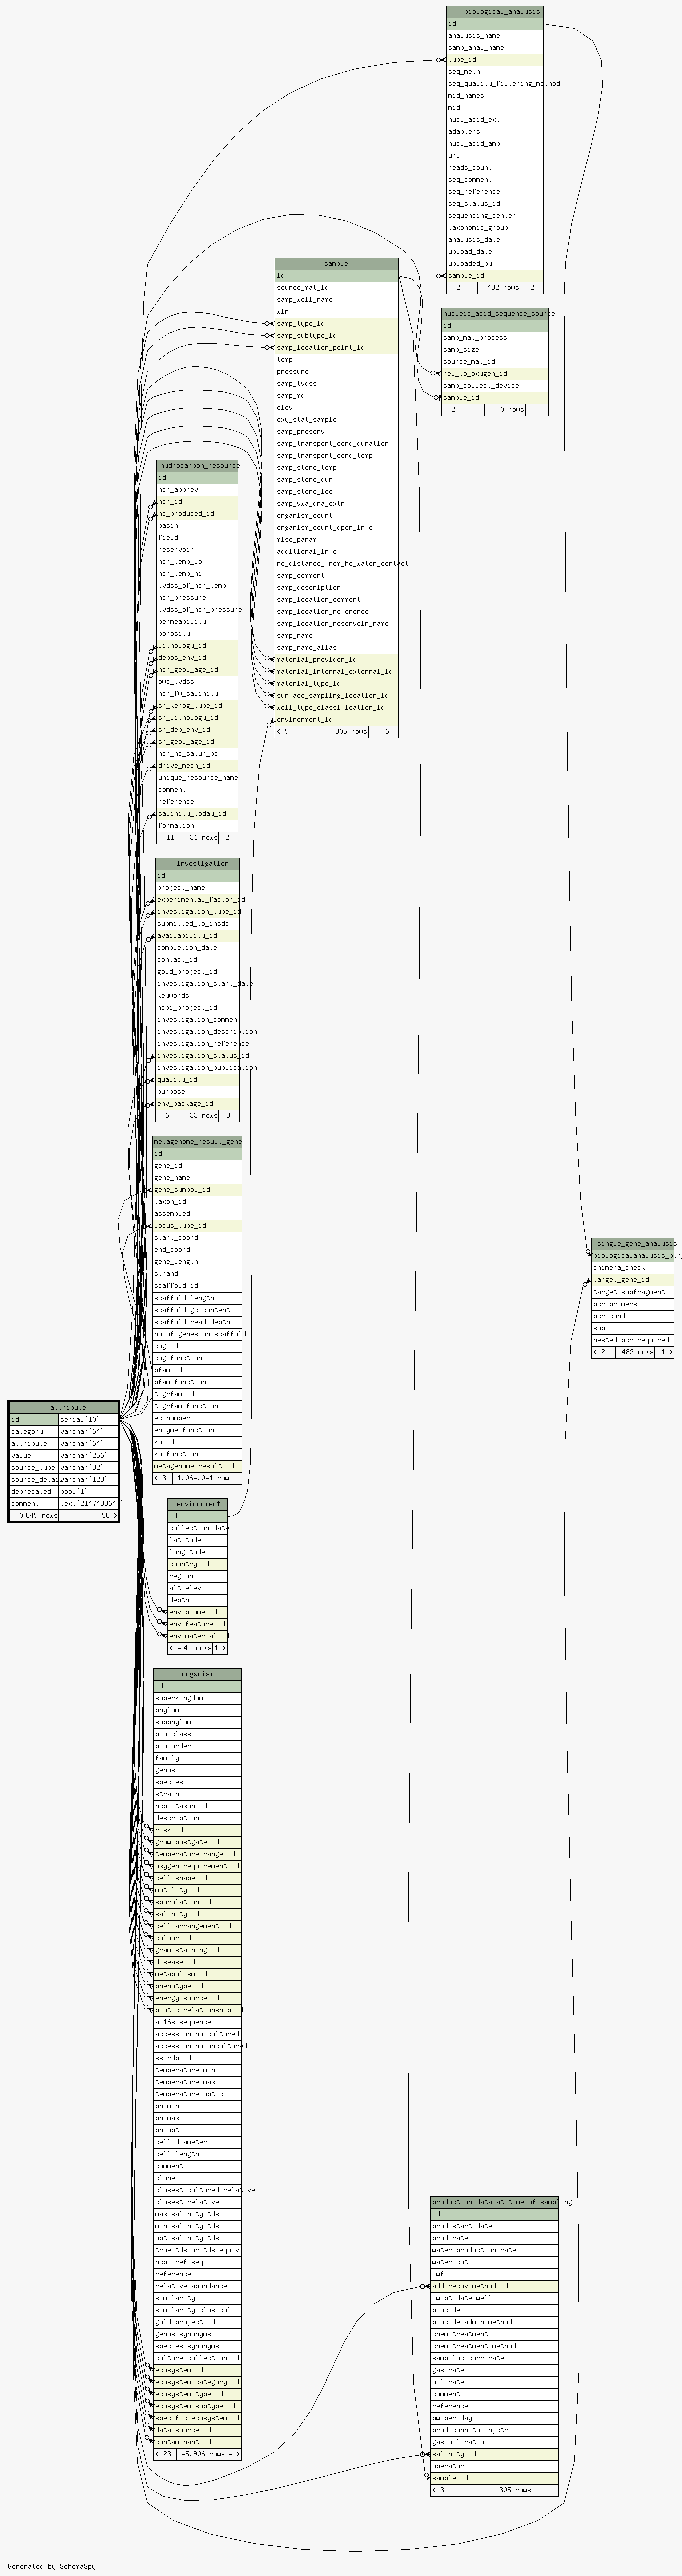 biological_analysis
id
analysis_name
samp_anal_name
type_id
seq_meth
seq_quality_filtering_method
mid_names
mid
nucl_acid_ext
adapters
nucl_acid_amp
url
reads_count
seq_comment
seq_reference
seq_status_id
sequencing_center
taxonomic_group
analysis_date
upload_date
uploaded_by
sample_id
< 2 492 rows 2 >
sample
id
source_mat_id
samp_well_name
win
samp_type_id
samp_subtype_id
samp_location_point_id
temp
pressure
samp_tvdss
samp_md
elev
oxy_stat_sample
samp_preserv
samp_transport_cond_duration
samp_transport_cond_temp
samp_store_temp
samp_store_dur
samp_store_loc
samp_vwa_dna_extr
organism_count
organism_count_qpcr_info
misc_param
additional_info
rc_distance_from_hc_water_contact
samp_comment
samp_description
samp_location_comment
samp_location_reference
samp_location_reservoir_name
samp_name
samp_name_alias
material_provider_id
material_internal_external_id
material_type_id
surface_sampling_location_id
well_type_classification_id
environment_id
< 9 305 rows 6 >
nucleic_acid_sequence_source
id
samp_mat_process
samp_size
source_mat_id
rel_to_oxygen_id
samp_collect_device
sample_id
< 2 0 rows
hydrocarbon_resource
id
hcr_abbrev
hcr_id
hc_produced_id
basin
field
reservoir
hcr_temp_lo
hcr_temp_hi
tvdss_of_hcr_temp
hcr_pressure
tvdss_of_hcr_pressure
permeability
porosity
lithology_id
depos_env_id
hcr_geol_age_id
owc_tvdss
hcr_fw_salinity
sr_kerog_type_id
sr_lithology_id
sr_dep_env_id
sr_geol_age_id
hcr_hc_satur_pc
drive_mech_id
unique_resource_name
comment
reference
salinity_today_id
formation
< 11 31 rows 2 >
investigation
id
project_name
experimental_factor_id
investigation_type_id
submitted_to_insdc
availability_id
completion_date
contact_id
gold_project_id
investigation_start_date
keywords
ncbi_project_id
investigation_comment
investigation_description
investigation_reference
investigation_status_id
investigation_publication
quality_id
purpose
env_package_id
< 6 33 rows 3 >
metagenome_result_gene
id
gene_id
gene_name
gene_symbol_id
taxon_id
assembled
locus_type_id
start_coord
end_coord
gene_length
strand
scaffold_id
scaffold_length
scaffold_gc_content
scaffold_read_depth
no_of_genes_on_scaffold
cog_id
cog_function
pfam_id
pfam_function
tigrfam_id
tigrfam_function
ec_number
enzyme_function
ko_id
ko_function
metagenome_result_id
< 3 1,064,041 row
single_gene_analysis
biologicalanalysis_ptr
chimera_check
target_gene_id
target_subfragment
pcr_primers
pcr_cond
sop
nested_pcr_required
< 2 482 rows 1 >
attribute
id serial[10]
category varchar[64]
attribute varchar[64]
value varchar[256]
source_type varchar[32]
source_detail varchar[128]
deprecated bool[1]
comment text[2147483647]
< 0 849 rows 58 >
environment
id
collection_date
latitude
longitude
country_id
region
alt_elev
depth
env_biome_id
env_feature_id
env_material_id
< 4 41 rows 1 >
organism
id
superkingdom
phylum
subphylum
bio_class
bio_order
family
genus
species
strain
ncbi_taxon_id
description
risk_id
grow_postgate_id
temperature_range_id
oxygen_requirement_id
cell_shape_id
motility_id
sporulation_id
salinity_id
cell_arrangement_id
colour_id
gram_staining_id
disease_id
metabolism_id
phenotype_id
energy_source_id
biotic_relationship_id
a_16s_sequence
accession_no_cultured
accession_no_uncultured
ss_rdb_id
temperature_min
temperature_max
temperature_opt_c
ph_min
ph_max
ph_opt
cell_diameter
cell_length
comment
clone
closest_cultured_relative
closest_relative
max_salinity_tds
min_salinity_tds
opt_salinity_tds
true_tds_or_tds_equiv
ncbi_ref_seq
reference
relative_abundance
similarity
similarity_clos_cul
gold_project_id
genus_synonyms
species_synonyms
culture_collection_id
ecosystem_id
ecosystem_category_id
ecosystem_type_id
ecosystem_subtype_id
specific_ecosystem_id
data_source_id
contaminant_id
< 23 45,906 rows 4 >
production_data_at_time_of_sampling
id
prod_start_date
prod_rate
water_production_rate
water_cut
iwf
add_recov_method_id
iw_bt_date_well
biocide
biocide_admin_method
chem_treatment
chem_treatment_method
samp_loc_corr_rate
gas_rate
oil_rate
comment
reference
pw_per_day
prod_conn_to_injctr
gas_oil_ratio
salinity_id
operator
sample_id
< 3 305 rows
Generated by SchemaSpy